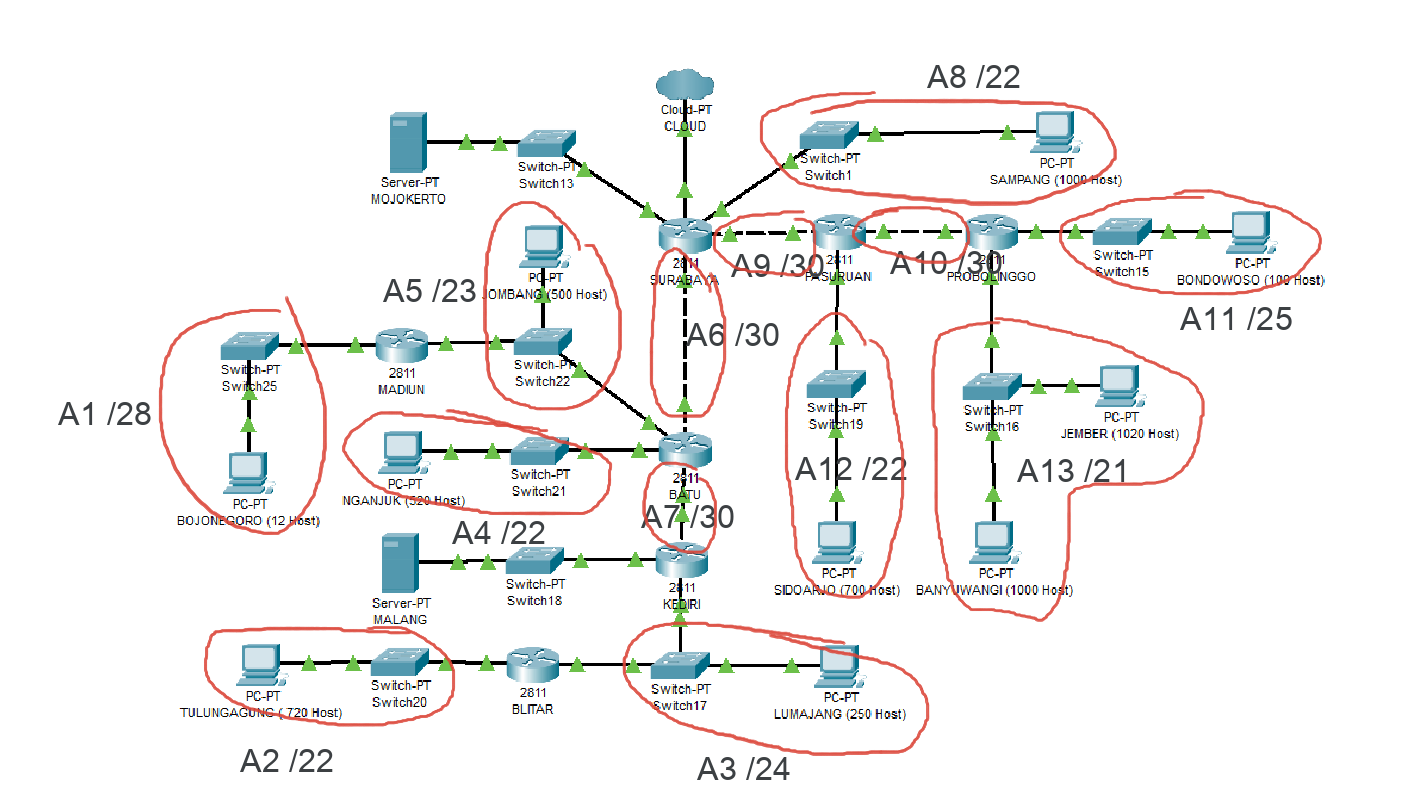 A8 /22
Cloud-PT
CLOUD
Server-PT
MOJOKERTO
Switch-PT
Switch13
Switch-PT
Switch1
PC-PT
SAMPANG (1000 Host)
2811
SURABAYA
A9 /30
2811
PASURUAN
A10 /30
2811
PROBOLINGGO
Switch-PT
Switch15
PC-PT
BONDOWOSO (100 Host)
A11 /25
PC-PT
JOMBANG (500 Host)
A5 /23
A6 /30
Switch-PT
Switch25
2811
MADIUN
Switch-PT
Switch22
A1 /28
Switch-PT
Switch19
Switch-PT
Switch16
PC-PT
JEMBER (1020 Host)
PC-PT
BOJONEGORO (12 Host)
PC-PT
NGANJUK (520 Host)
Switch-PT
Switch21
2811
BATU
A12 /22
A13 /21
A4 /22
A7 /30
Server-PT
MALANG
Switch-PT
Switch18
2811
KEDIRI
PC-PT
SIDOARJO (700 Host)
PC-PT
BANYUWANGI (1000 Host)
PC-PT
TULUNGAGUNG ( 720 Host)
Switch-PT
Switch20
2811
BLITAR
Switch-PT
Switch17
PC-PT
LUMAJANG (250 Host)
A2 /22
A3 /24